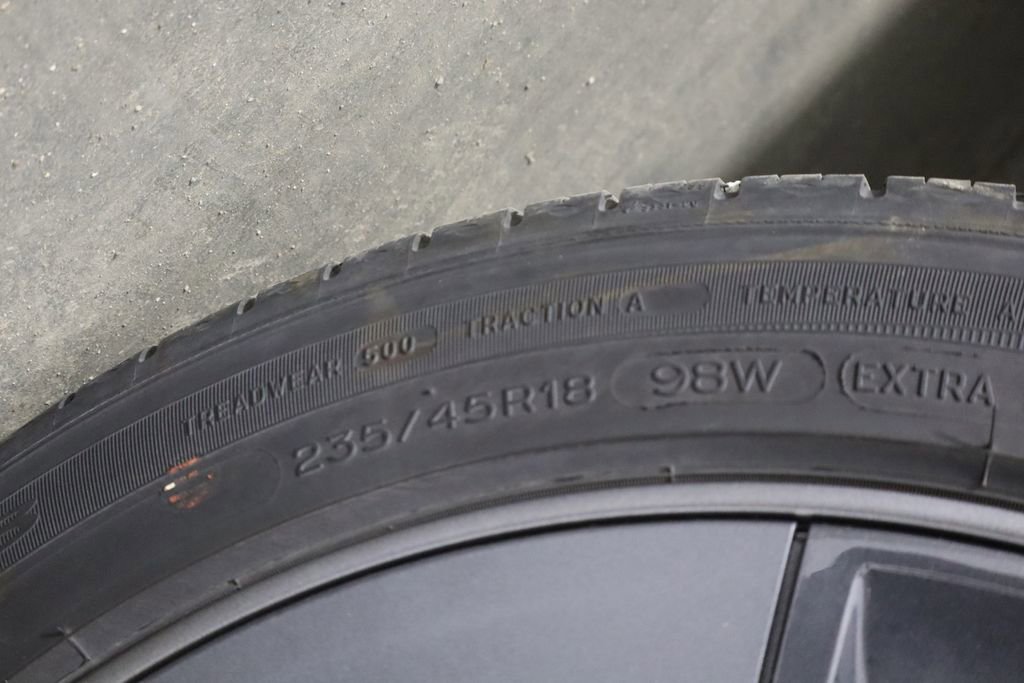 TREADWEAR 500 TRACTION A TEMPERATURE A
235/45R18 98W EXTRA